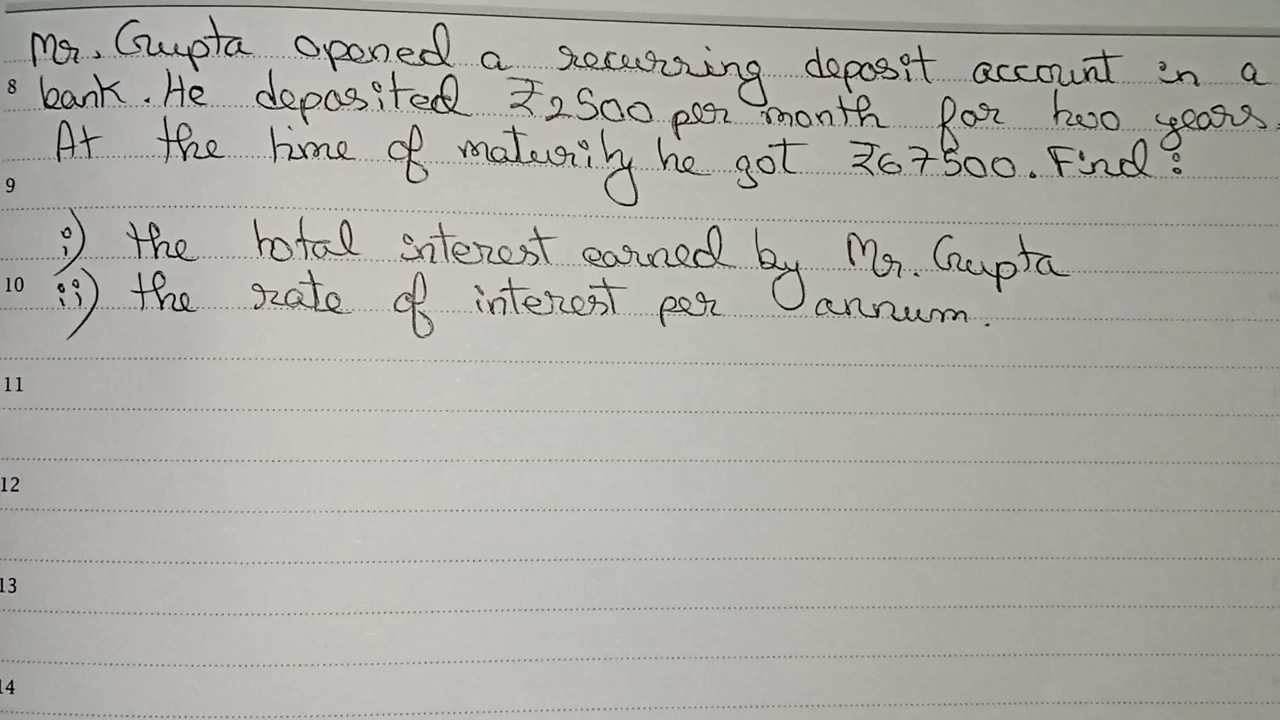 Mr. Gupta opened a recurring deposit account in a
8 bank. He deposited ₹2500 per month for two years.
At the time of maturity he got ₹67500. Find:
9
i) the total interest earned by Mr. Gupta
10 ii) the rate of interest per annum.
11
12
13
14